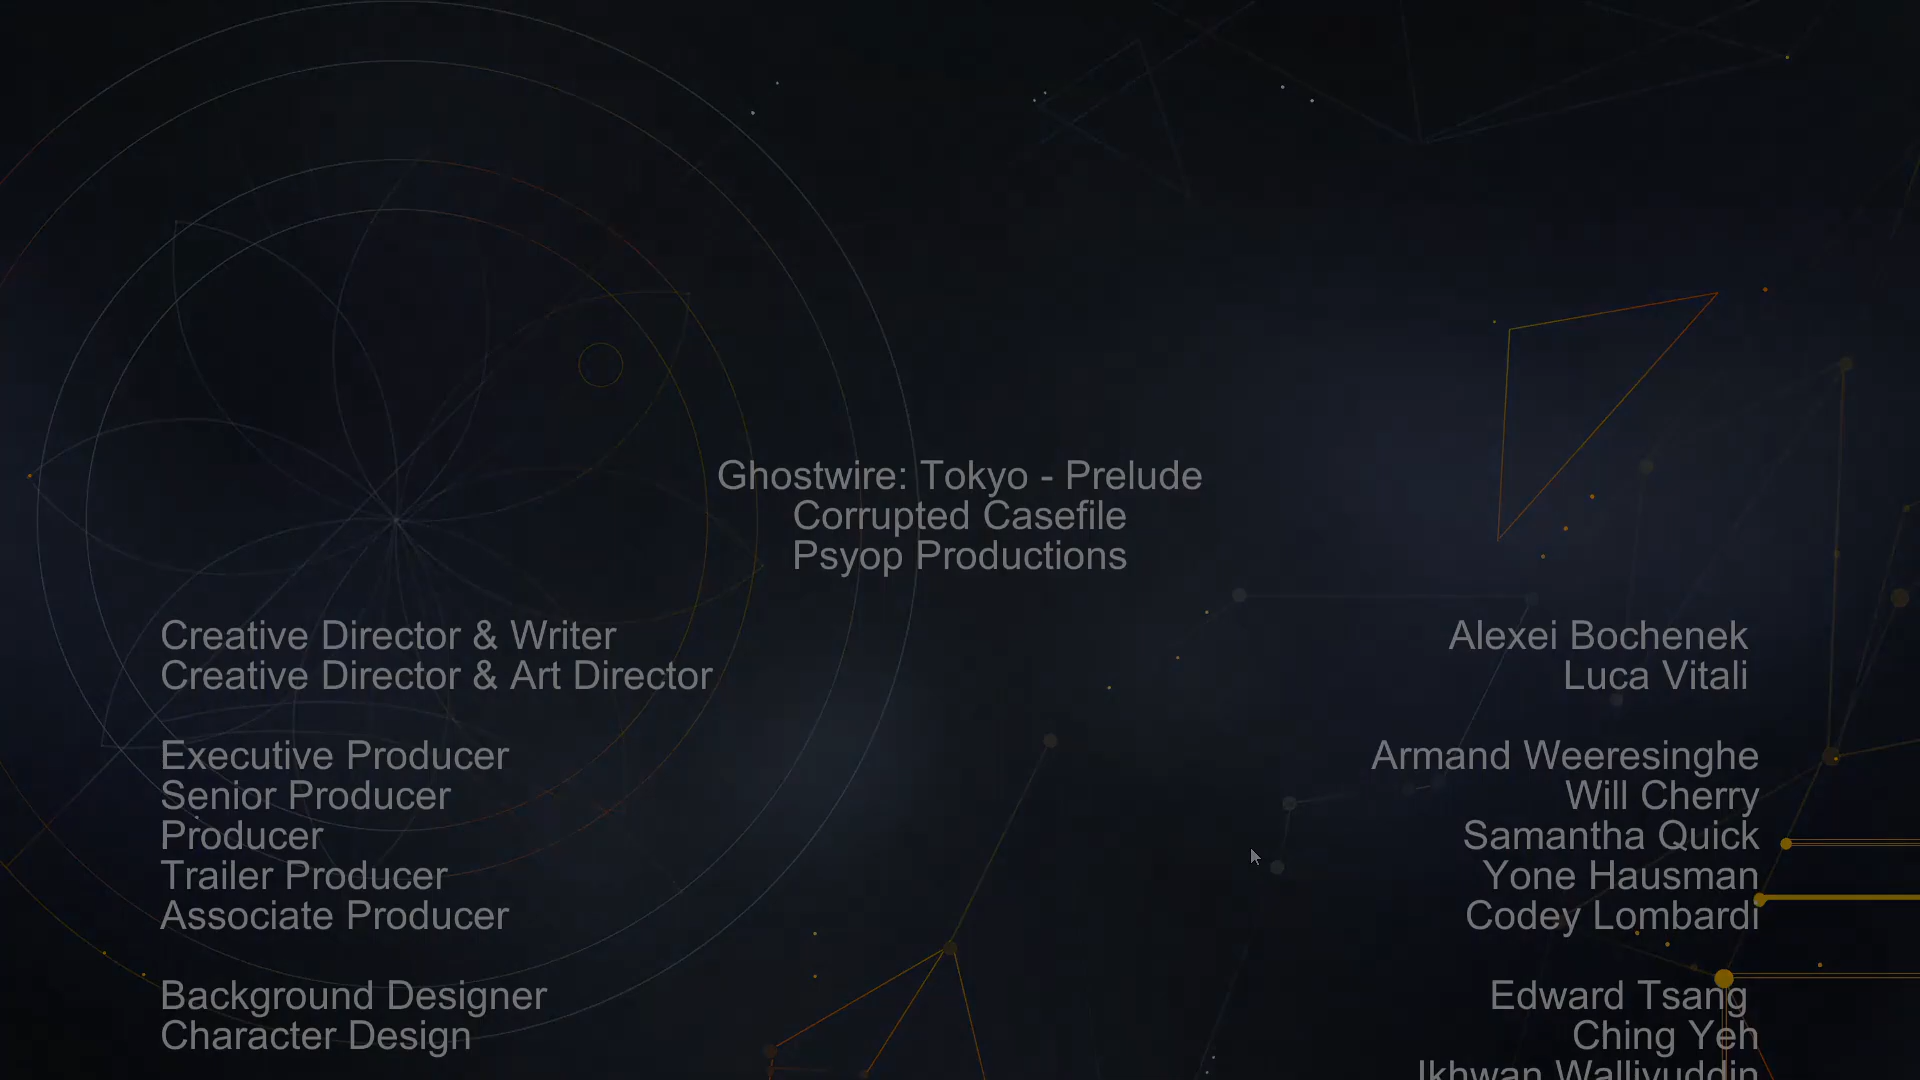 Ghostwire: Tokyo - Prelude
Corrupted Casefile
Psyop Productions
Creative Director & Writer Alexei Bochenek
Creative Director & Art Director Luca Vitali
Executive Producer Armand Weeresinghe
Senior Producer Will Cherry
Producer Samantha Quick
Trailer Producer Yone Hausman
Associate Producer Codey Lombardi
Background Designer Edward Tsang
Character Design Ching Yeh
Ikhwan Walliyuddin